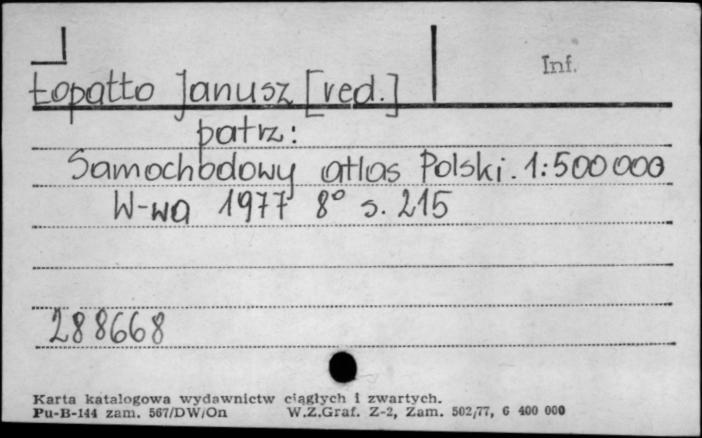 Inf.
Łopatto Janusz [red.]
patrz:
Samochodowy atlas Polski. 1:500 000
W-wa 1977 8° s. 215
288668
Karta katalogowa wydawnictw ciągłych i zwartych.
Pu-B-144 zam. 567/DW/On W.Z.Graf. Z-2, Zam. 502/77, 6 400 000